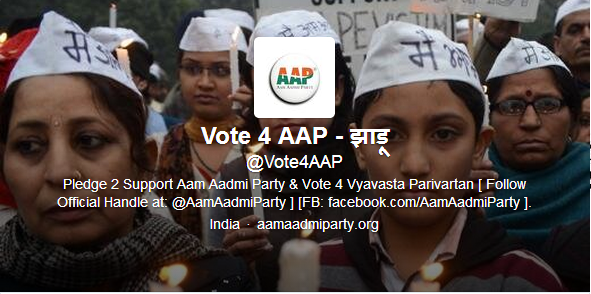 मैं
मैं
PERSECUTION
AAP
AAM AADMI PARTY
Vote 4 AAP - झाड़ू
@Vote4AAP
Pledge 2 Support Aam Aadmi Party & Vote 4 Vyavasta Parivartan [ Follow
Official Handle at: @AamAadmiParty ] [FB: facebook.com/AamAadmiParty ].
India · aamaadmiparty.org